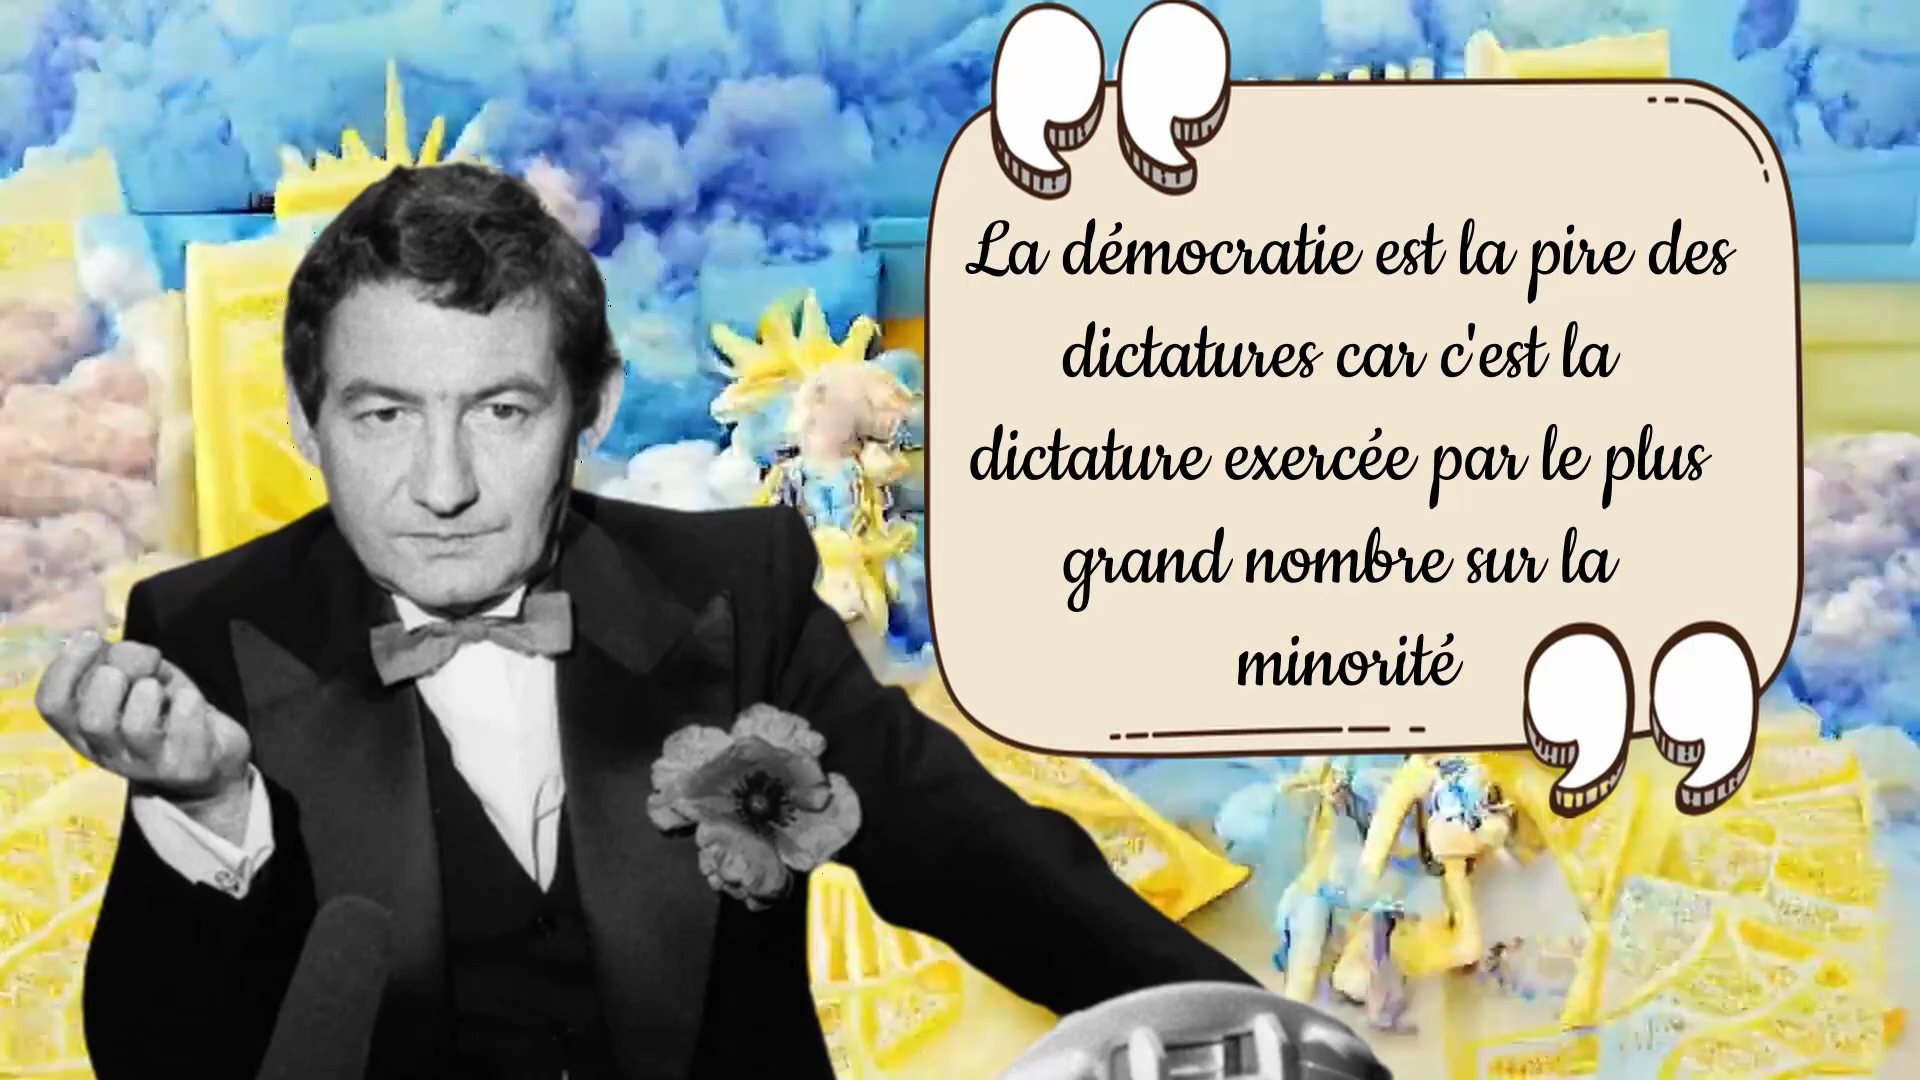 La démocratie est la pire des
dictatures car c'est la
dictature exercée par le plus
grand nombre sur la
minorité